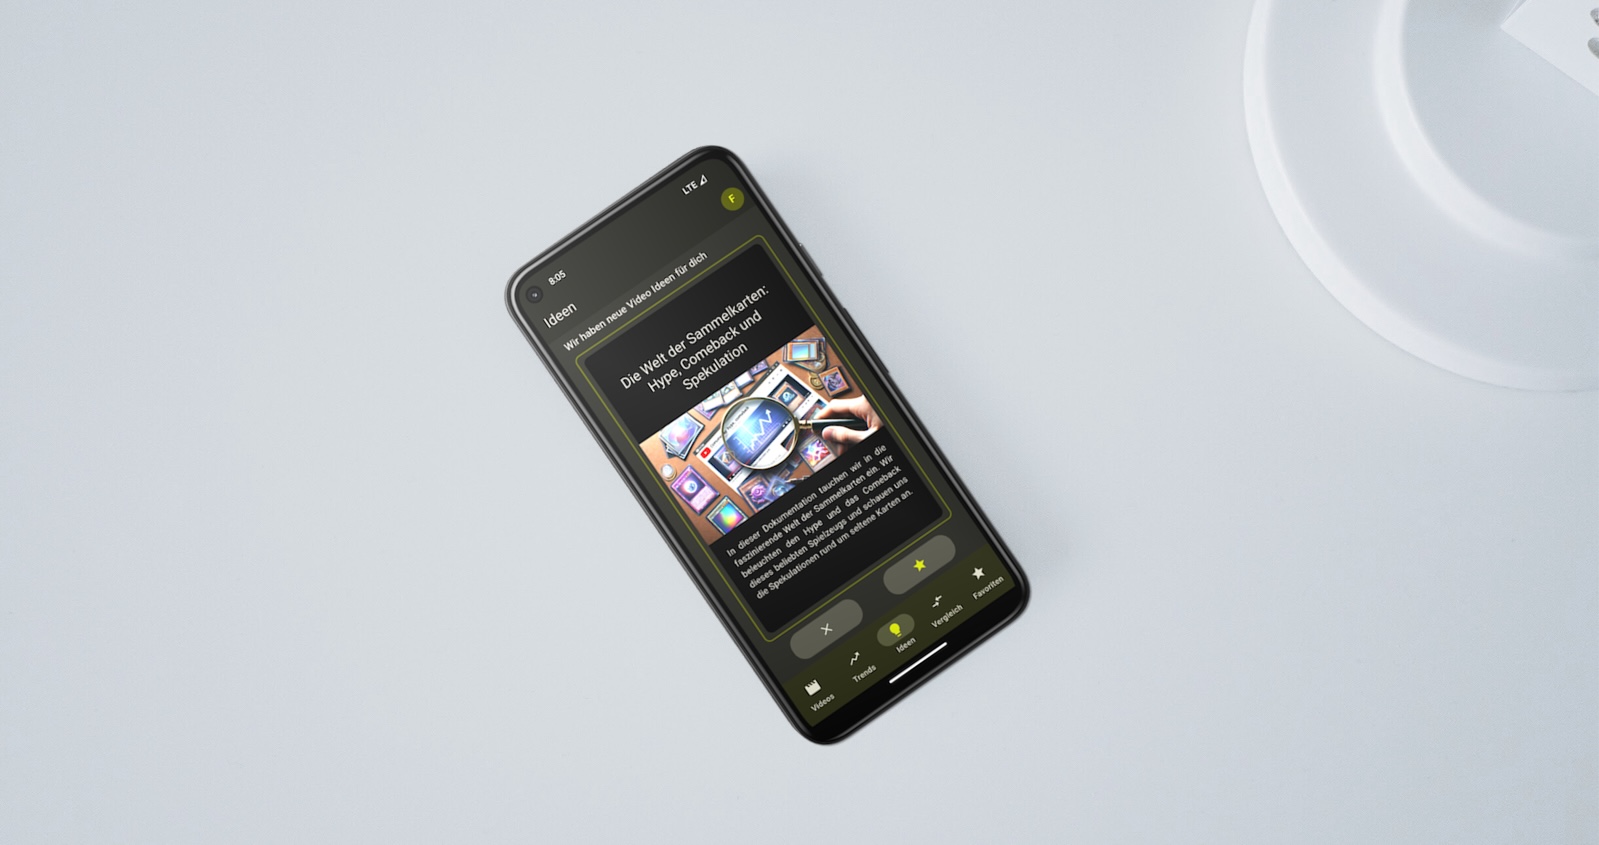 8:05
LTE
Ideen
F
Wir haben neue Video Ideen für dich
Die Welt der Sammelkarten:
Hype, Comeback und
Spekulation
In dieser Dokumentation tauchen wir in die
faszinierende Welt der Sammelkarten ein. Wir
beleuchten den Hype und das Comeback
dieses beliebten Spielzeugs und schauen uns
die Spekulationen rund um seltene Karten an.
Videos
Trends
Ideen
Vergleich
Favoriten